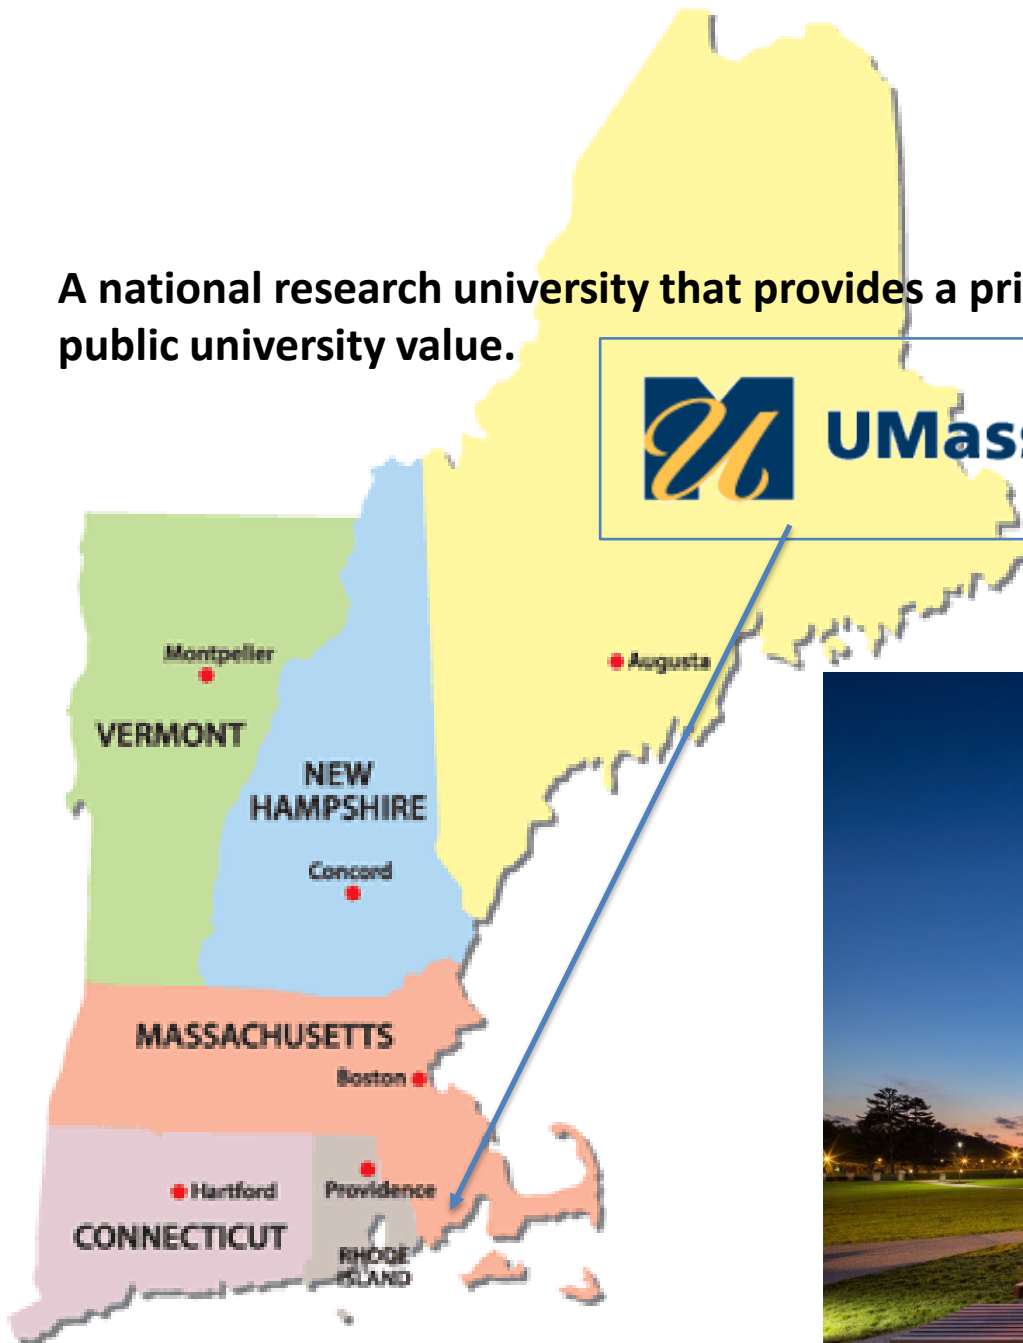 A national research university that provides a pri
public university value.
UMass
Montpelier
Augusta
VERMONT
NEW
HAMPSHIRE
Concord
MASSACHUSETTS
Boston
Hartford
Providence
CONNECTICUT
RHODE
ISLAND